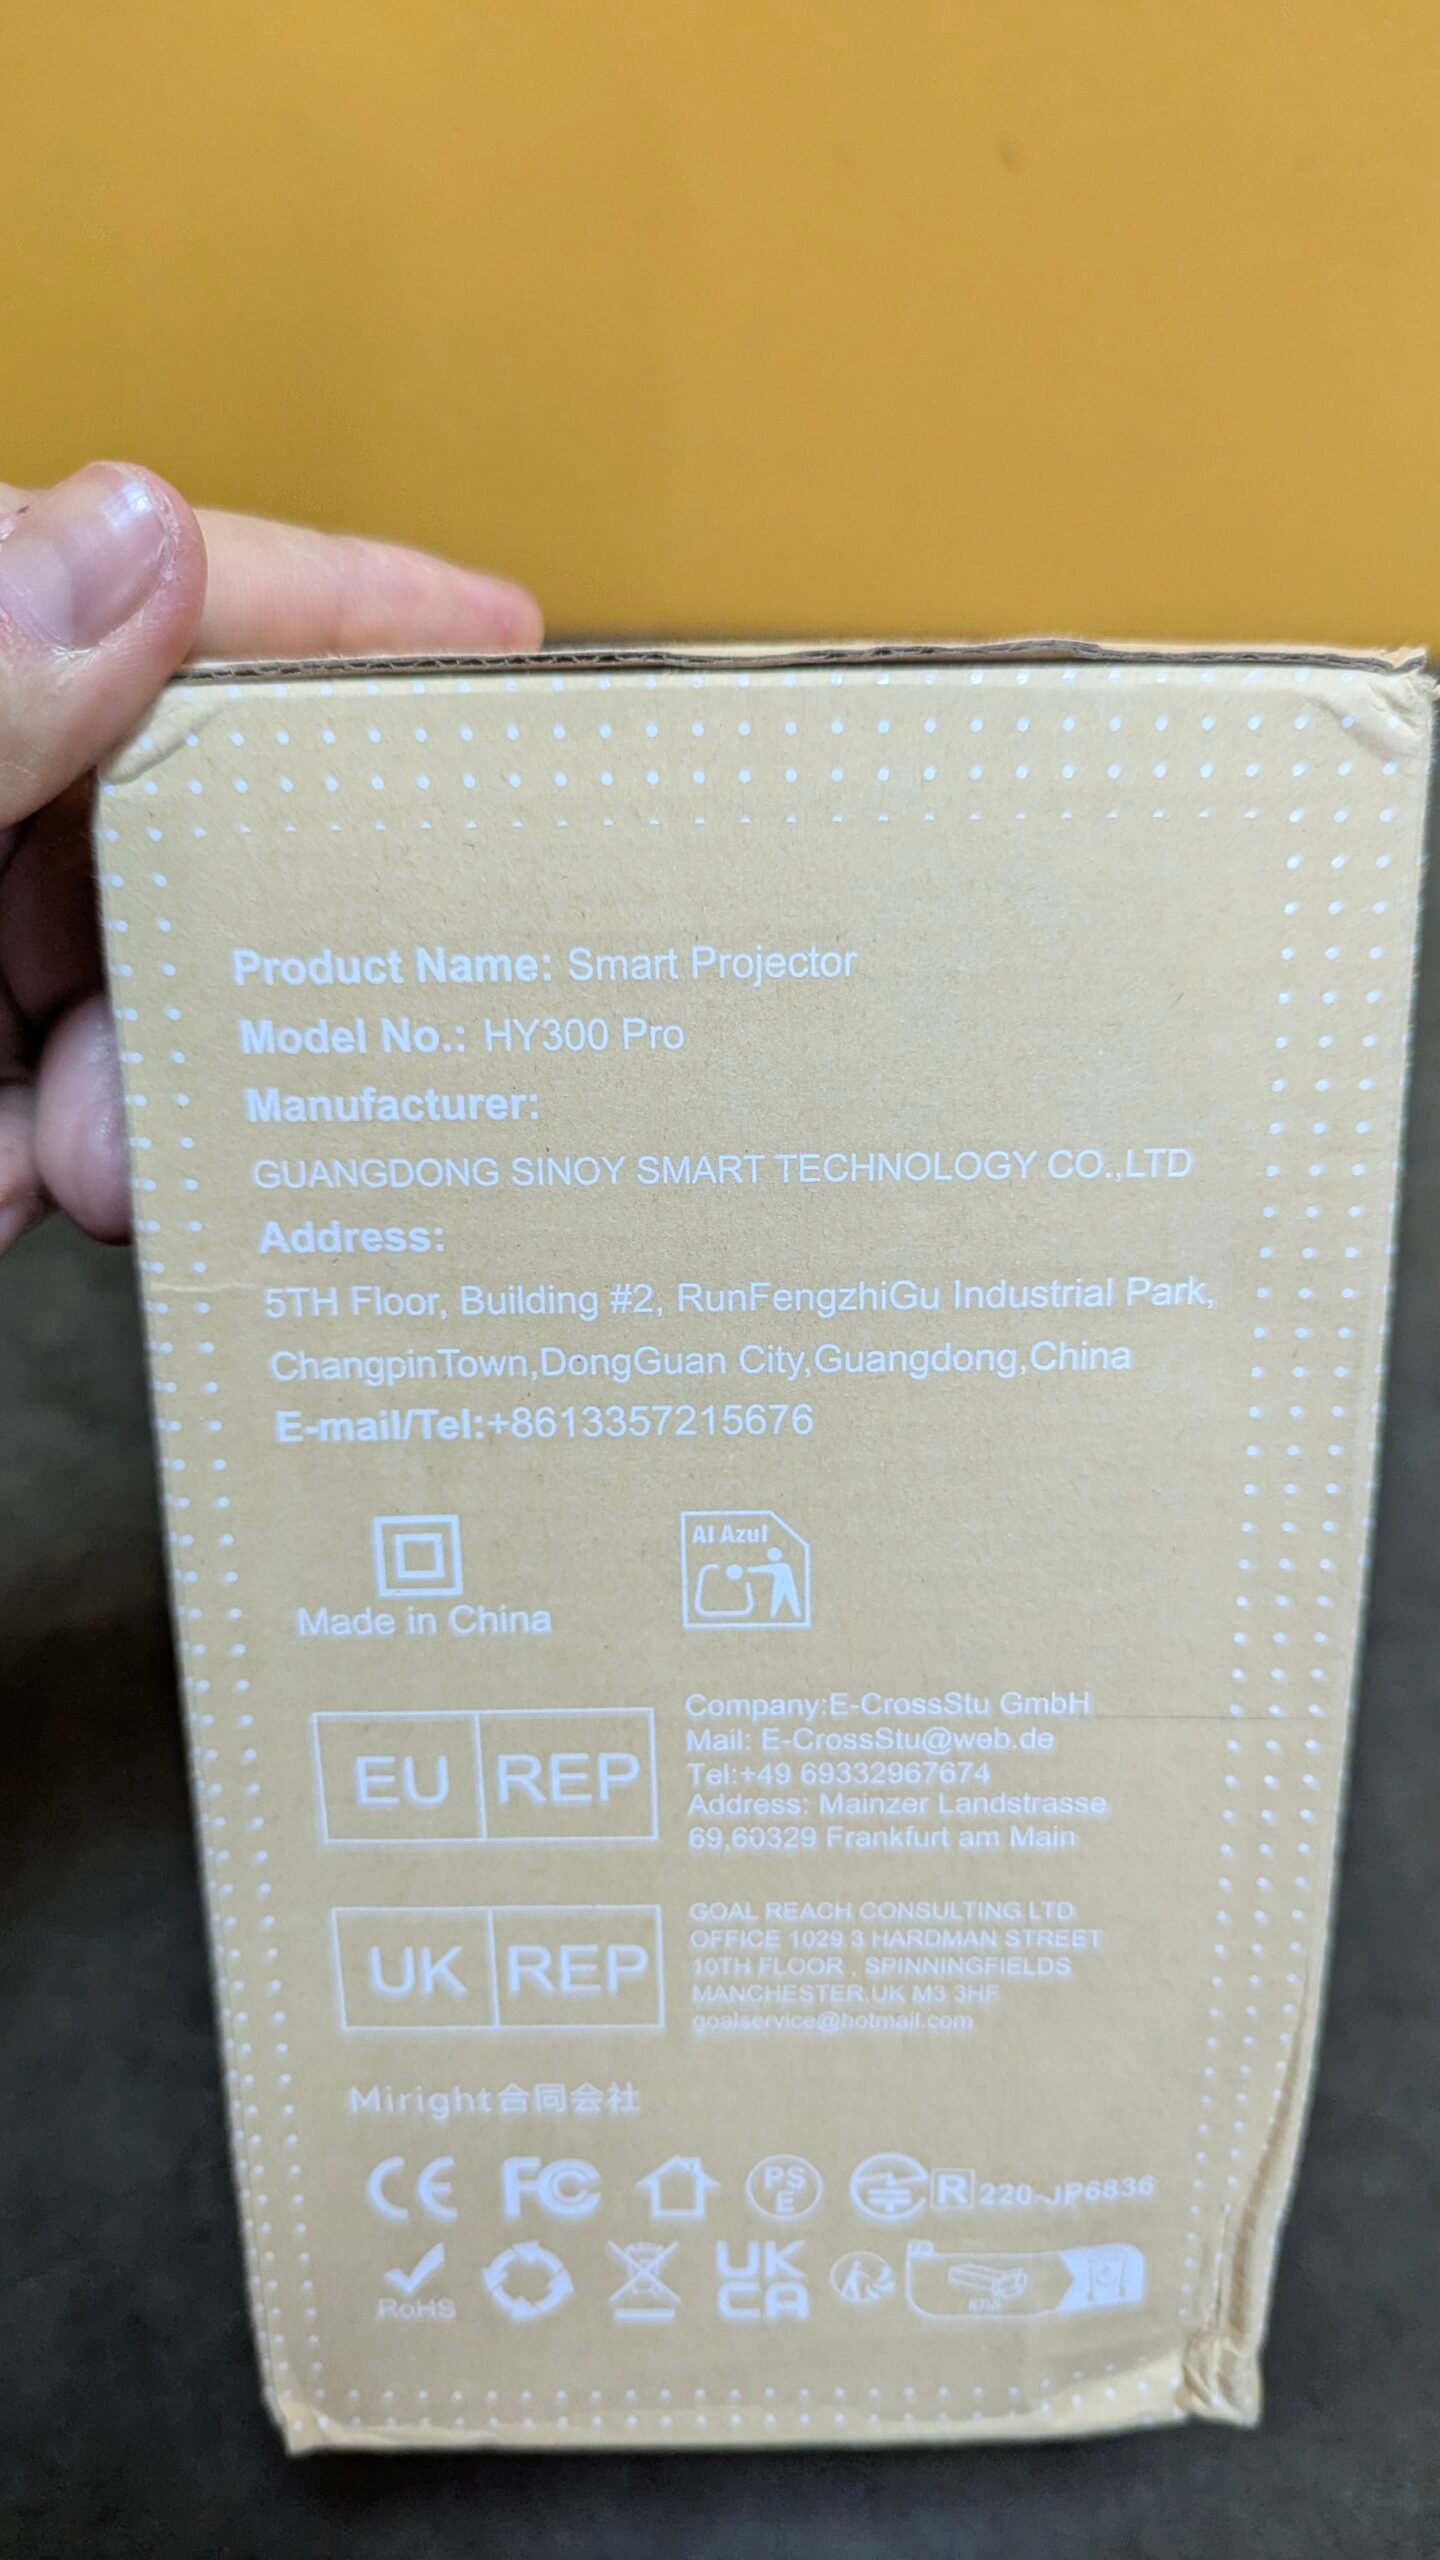 Product Name: Smart Projector
Model No.: HY300 Pro
Manufacturer:
GUANGDONG SINOY SMART TECHNOLOGY CO.,LTD
Address:
5TH Floor, Building #2, RunFengzhiGu Industrial Park,
ChangpinTown,DongGuan City,Guangdong,China
E-mail/Tel:+8613357215676
Al Azul
Made in China
EU REP
Company:E-CrossStu GmbH
Mail: E-CrossStu@web.de
Tel:+49 69332967674
Address: Mainzer Landstrasse
69,60329 Frankfurt am Main
UK REP
GOAL REACH CONSULTING LTD
OFFICE 1029 3 HARDMAN STREET
10TH FLOOR , SPINNINGFIELDS
MANCHESTER,UK M3 3HF
goalservice@hotmail.com
Miright合同会社
CE FC PSE R 220-JP6836
RoHS UKCA